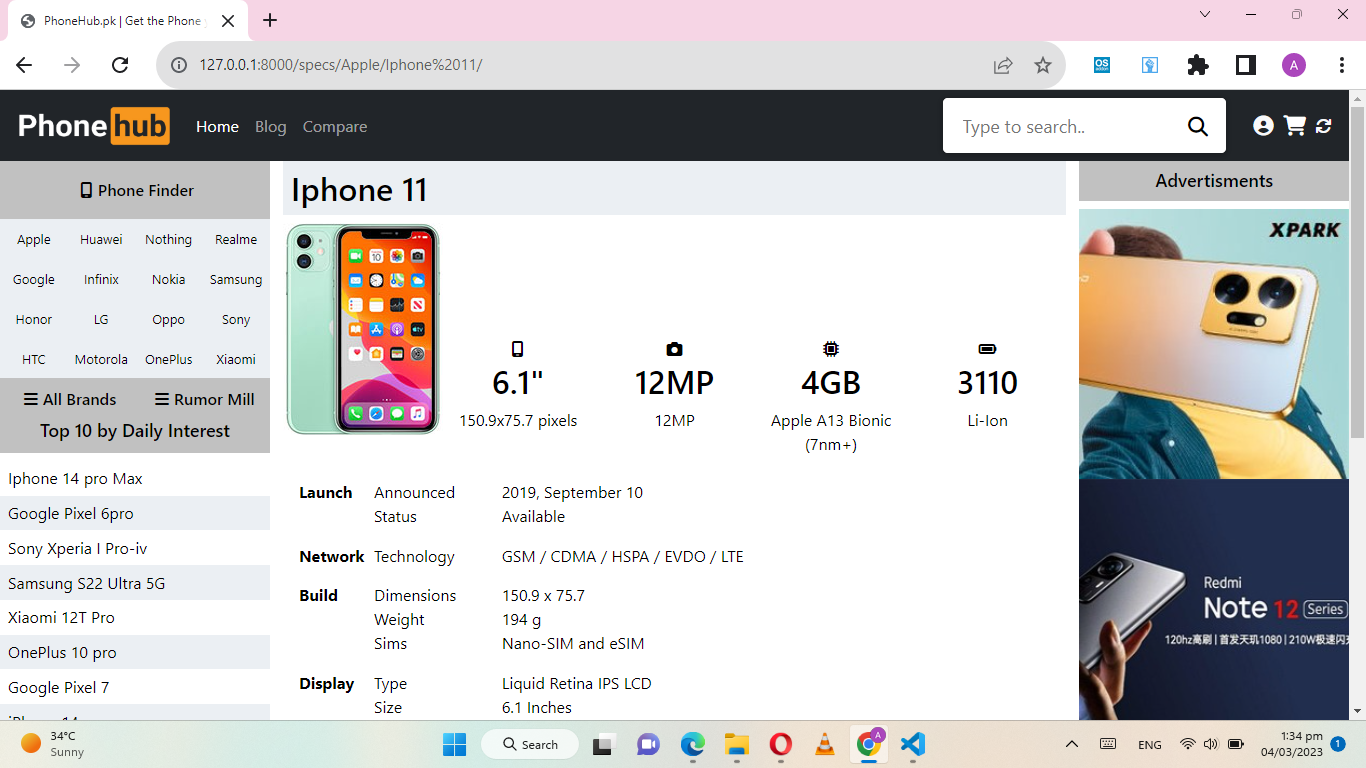 PhoneHub.pk | Get the Phone
127.0.0.1:8000/specs/Apple/Iphone%2011/
Phone hub
Home Blog Compare
Type to search..
Phone Finder
Apple Huawei Nothing Realme
Google Infinix Nokia Samsung
Honor LG Oppo Sony
HTC Motorola OnePlus Xiaomi
All Brands Rumor Mill
Top 10 by Daily Interest
Iphone 14 pro Max
Google Pixel 6pro
Sony Xperia I Pro-iv
Samsung S22 Ultra 5G
Xiaomi 12T Pro
OnePlus 10 pro
Google Pixel 7
iPhone 14
Iphone 11
6.1" 12MP 4GB 3110
150.9x75.7 pixels 12MP Apple A13 Bionic Li-Ion
(7nm+)
Launch Announced 2019, September 10
Status Available
Network Technology GSM / CDMA / HSPA / EVDO / LTE
Build Dimensions 150.9 x 75.7
Weight 194 g
Sims Nano-SIM and eSIM
Display Type Liquid Retina IPS LCD
Size 6.1 Inches
Advertisments
XPARK
Redmi
Note 12 Series
120hz高刷 | 首发天玑1080 | 210W极速闪
34°C
Sunny
Search
ENG
1:34 pm
04/03/2023
1